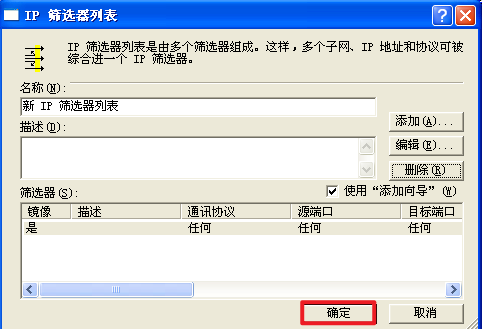 IP 筛选器列表
IP 筛选器列表是由多个筛选器组成。这样，多个子网、IP 地址和协议可被
综合进一个 IP 筛选器。
名称(N):
新 IP 筛选器列表
添加(A)...
描述(D):
编辑(E)...
删除(R)
筛选器(S):
使用“添加向导”(W)
镜像 描述 通讯协议 源端口 目标端口
是 任何 任何 任何
确定 取消